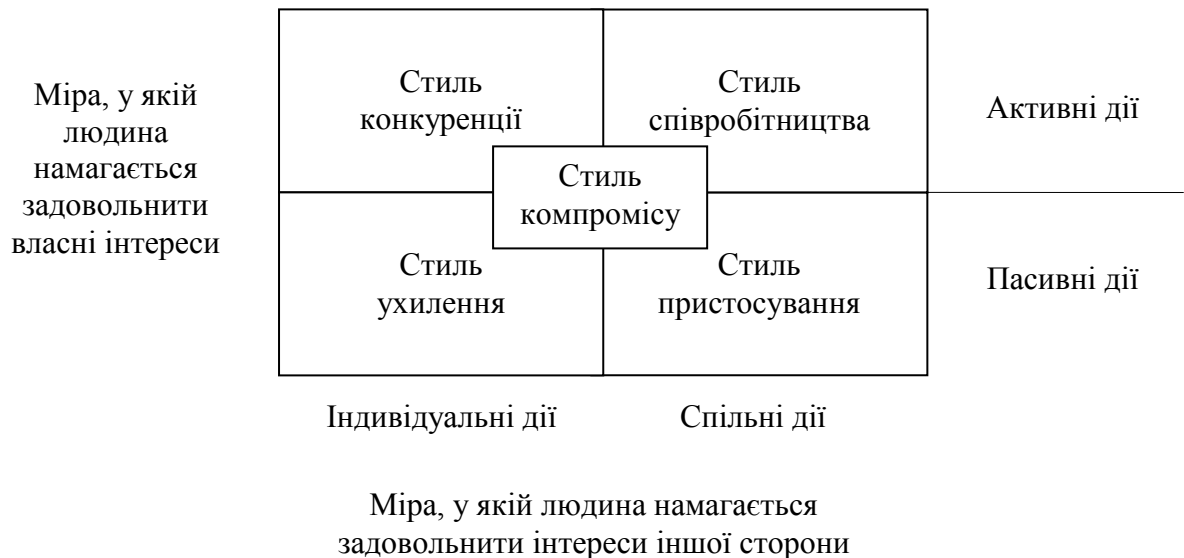 Міра, у якій
людина
намагається
задовольнити
власні інтереси
Стиль
конкуренції
Стиль
співробітництва
Активні дії
Стиль
компромісу
Стиль
ухилення
Стиль
пристосування
Пасивні дії
Індивідуальні дії
Спільні дії
Міра, у якій людина намагається
задовольнити інтереси іншої сторони